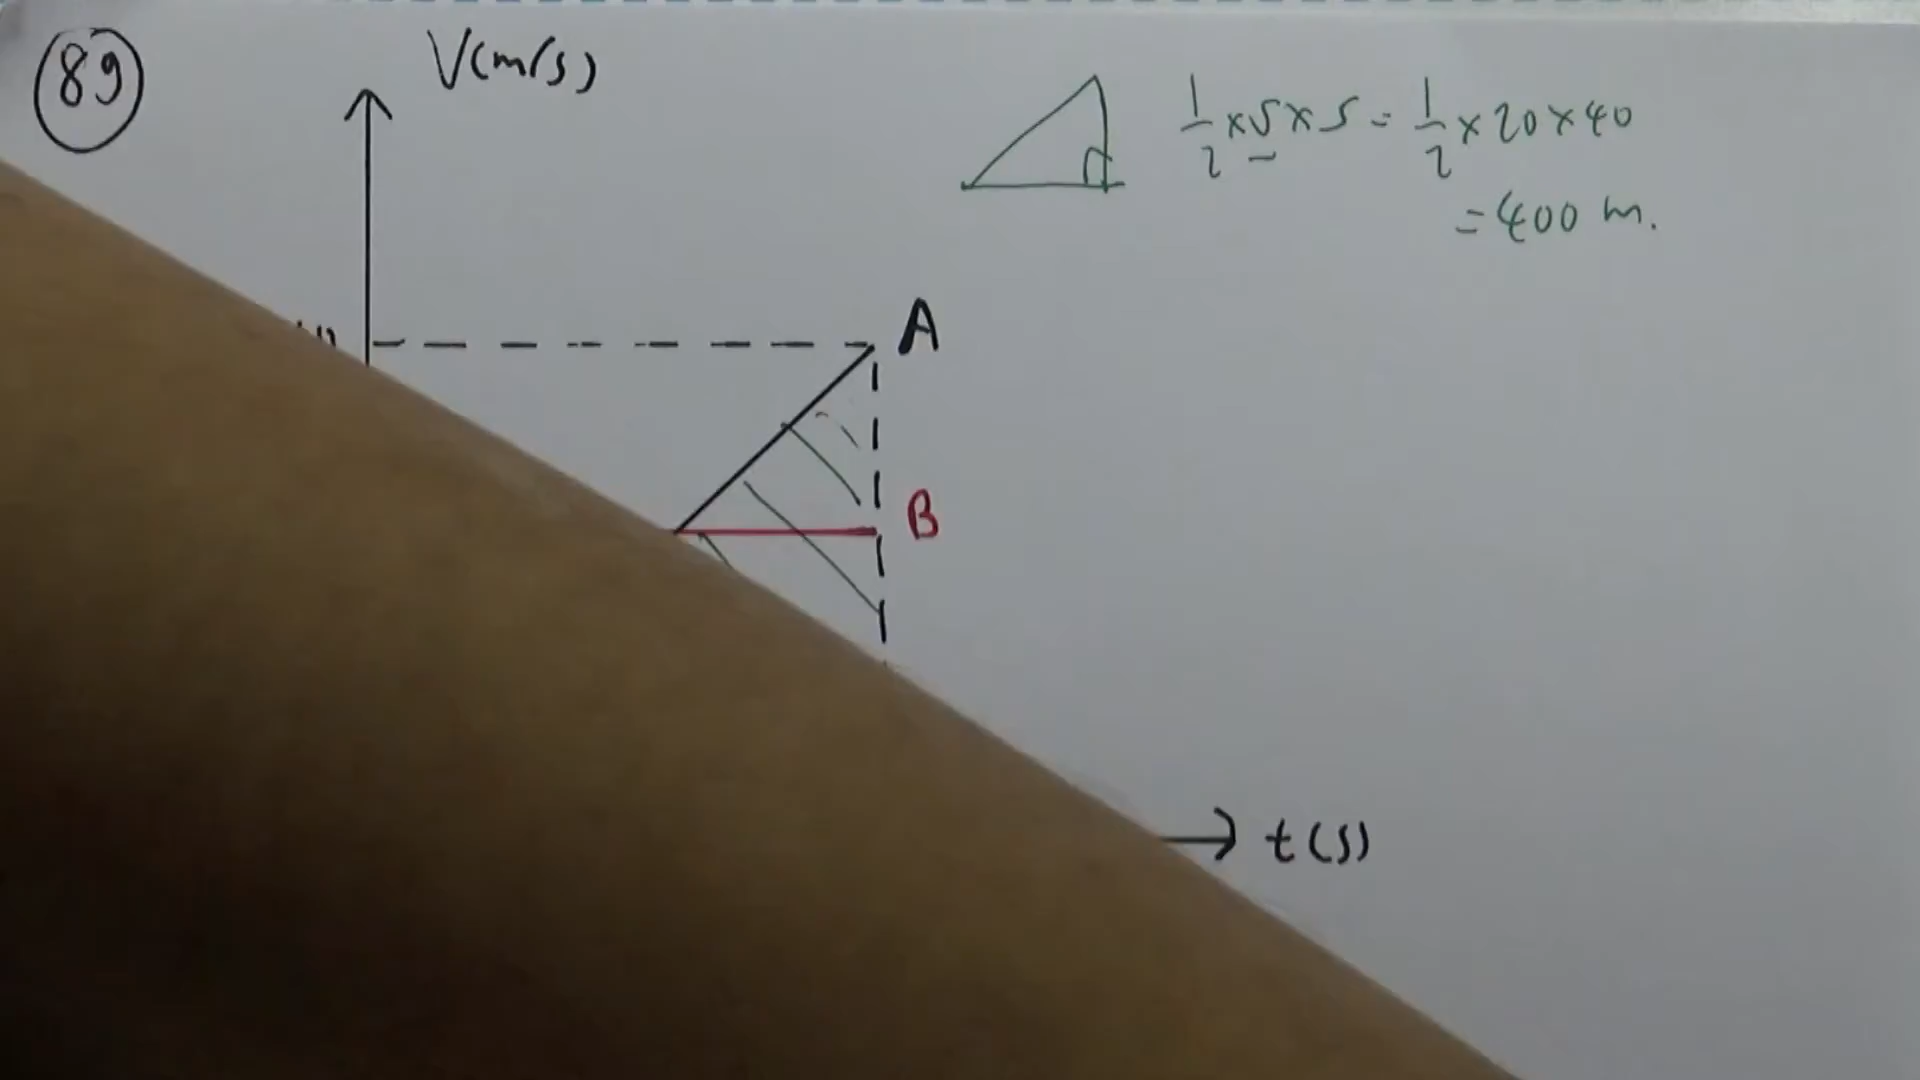 89
V(m/s)
1/2 × 5 × 5 = 1/2 × 20 × 40
= 400 m.
A
B
t(s)